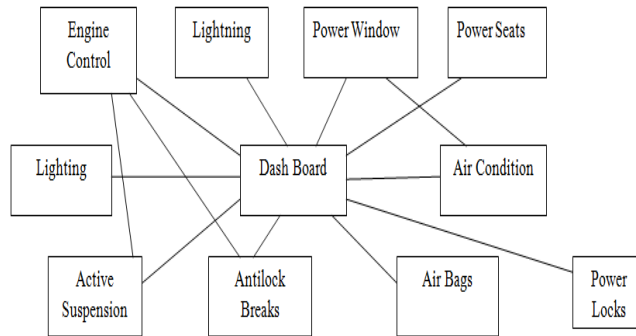 Engine
Control
Lightning
Power Window
Power Seats
Lighting
Dash Board
Air Condition
Active
Suspension
Antilock
Breaks
Air Bags
Power
Locks